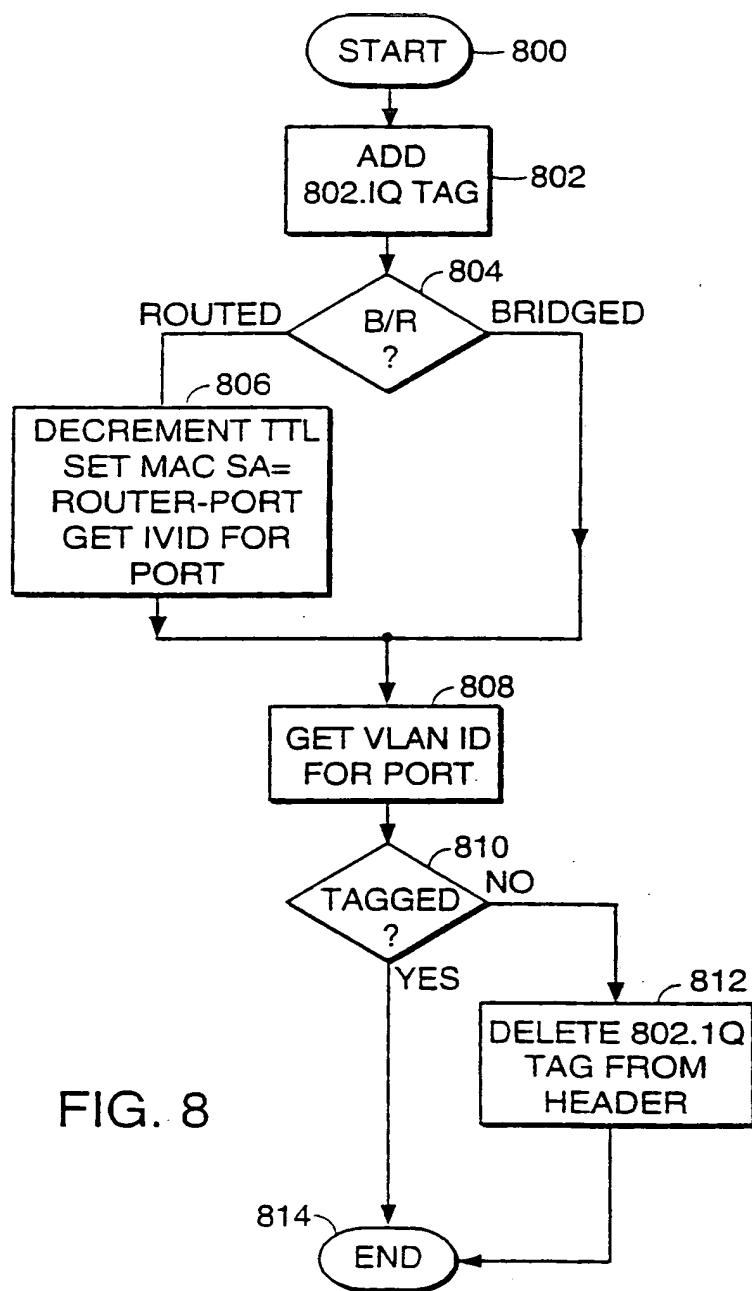 START
800
ADD
802.IQ TAG
802
804
ROUTED
B/R
?
BRIDGED
806
DECREMENT TTL
SET MAC SA=
ROUTER-PORT
GET IVID FOR
PORT
808
GET VLAN ID
FOR PORT
810
TAGGED
?
NO
YES
812
DELETE 802.1Q
TAG FROM
HEADER
FIG. 8
814
END